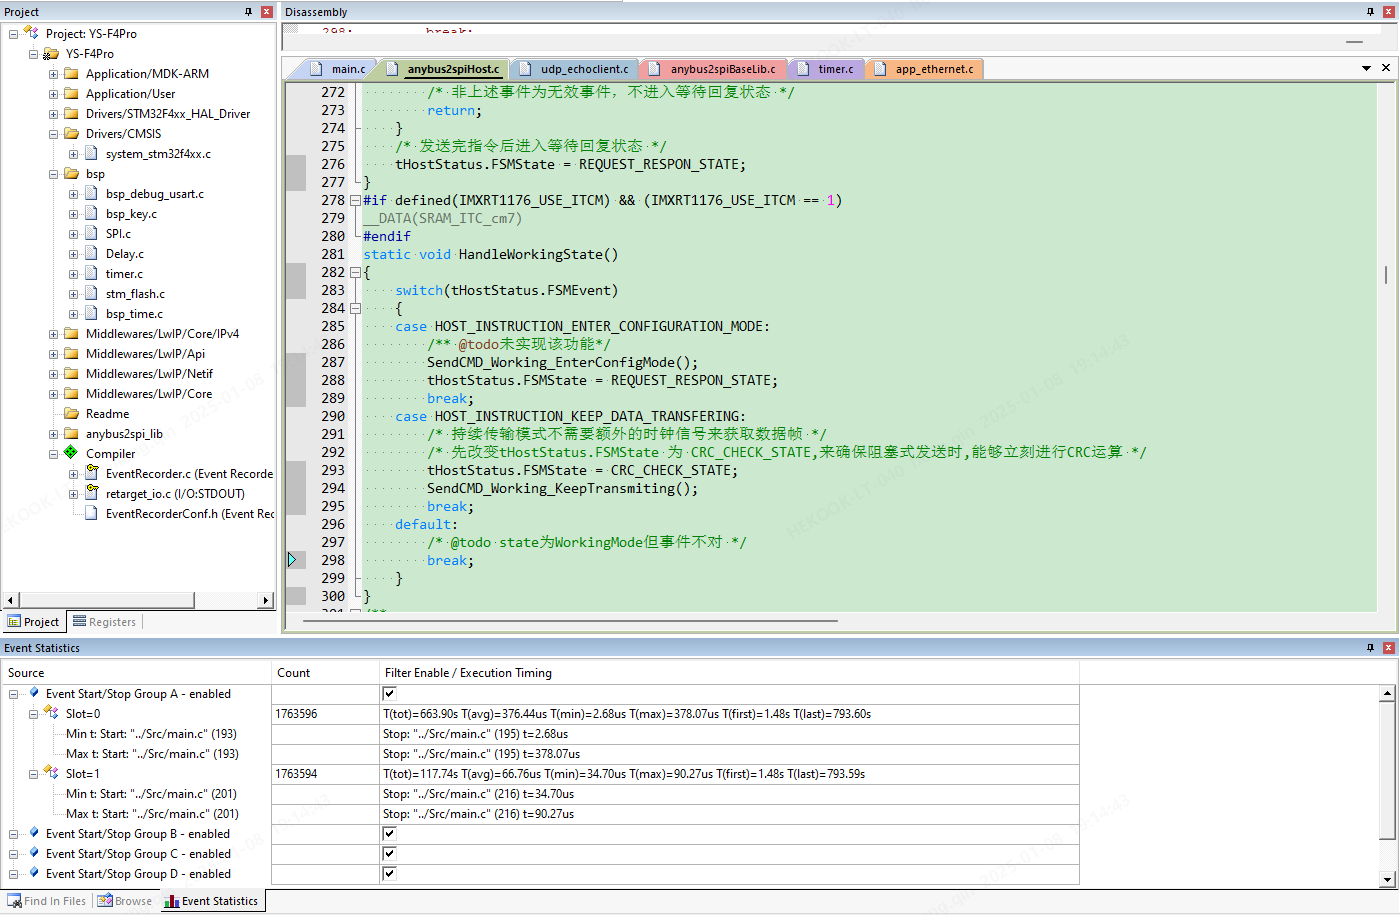 Project
Project: YS-F4Pro
YS-F4Pro
Application/MDK-ARM
Application/User
Drivers/STM32F4xx_HAL_Driver
Drivers/CMSIS
system_stm32f4xx.c
bsp
bsp_debug_usart.c
bsp_key.c
SPI.c
Delay.c
timer.c
stm_flash.c
bsp_time.c
Middlewares/LwIP/Core/IPv4
Middlewares/LwIP/Api
Middlewares/LwIP/Netif
Middlewares/LwIP/Core
Readme
anybus2spi_lib
Compiler
EventRecorder.c (Event Recorde
retarget_io.c (I/O:STDOUT)
EventRecorderConf.h (Event Rec
Project Registers
Disassembly
298: break;
main.c anybus2spiHost.c udp_echoclient.c anybus2spiBaseLib.c timer.c app_ethernet.c
272 /* 非上述事件为无效事件, 不进入等待回复状态 */
273 return;
274 }
275 /* 发送完指令后进入等待回复状态 */
276 tHostStatus.FSMState = REQUEST_RESPON_STATE;
277 }
278 #if defined(IMXRT1176_USE_ITCM) && (IMXRT1176_USE_ITCM == 1)
279 __DATA(SRAM_ITC_cm7)
280 #endif
281 static void HandleWorkingState()
282 {
283 switch(tHostStatus.FSMEvent)
284 {
285 case HOST_INSTRUCTION_ENTER_CONFIGURATION_MODE:
286 /** @todo未实现该功能*/
287 SendCMD_Working_EnterConfigMode();
288 tHostStatus.FSMState = REQUEST_RESPON_STATE;
289 break;
290 case HOST_INSTRUCTION_KEEP_DATA_TRANSFERING:
291 /* 持续传输模式不需要额外的时钟信号来获取数据帧 */
292 /* 先改变tHostStatus.FSMState 为 CRC_CHECK_STATE,来确保阻塞式发送时,能够立刻进行CRC运算 */
293 tHostStatus.FSMState = CRC_CHECK_STATE;
294 SendCMD_Working_KeepTransmiting();
295 break;
296 default:
297 /* @todo state为WorkingMode但事件不对 */
298 break;
299 }
300 }
301 /**
Event Statistics
Source Count Filter Enable / Execution Timing
Event Start/Stop Group A - enabled
Slot=0 1763596 T(tot)=663.90s T(avg)=376.44us T(min)=2.68us T(max)=378.07us T(first)=1.48s T(last)=793.60s
Min t: Start: "../Src/main.c" (193) Stop: "../Src/main.c" (195) t=2.68us
Max t: Start: "../Src/main.c" (193) Stop: "../Src/main.c" (195) t=378.07us
Slot=1 1763594 T(tot)=117.74s T(avg)=66.76us T(min)=34.70us T(max)=90.27us T(first)=1.48s T(last)=793.59s
Min t: Start: "../Src/main.c" (201) Stop: "../Src/main.c" (216) t=34.70us
Max t: Start: "../Src/main.c" (201) Stop: "../Src/main.c" (216) t=90.27us
Event Start/Stop Group B - enabled
Event Start/Stop Group C - enabled
Event Start/Stop Group D - enabled
Find In Files Browse Event Statistics